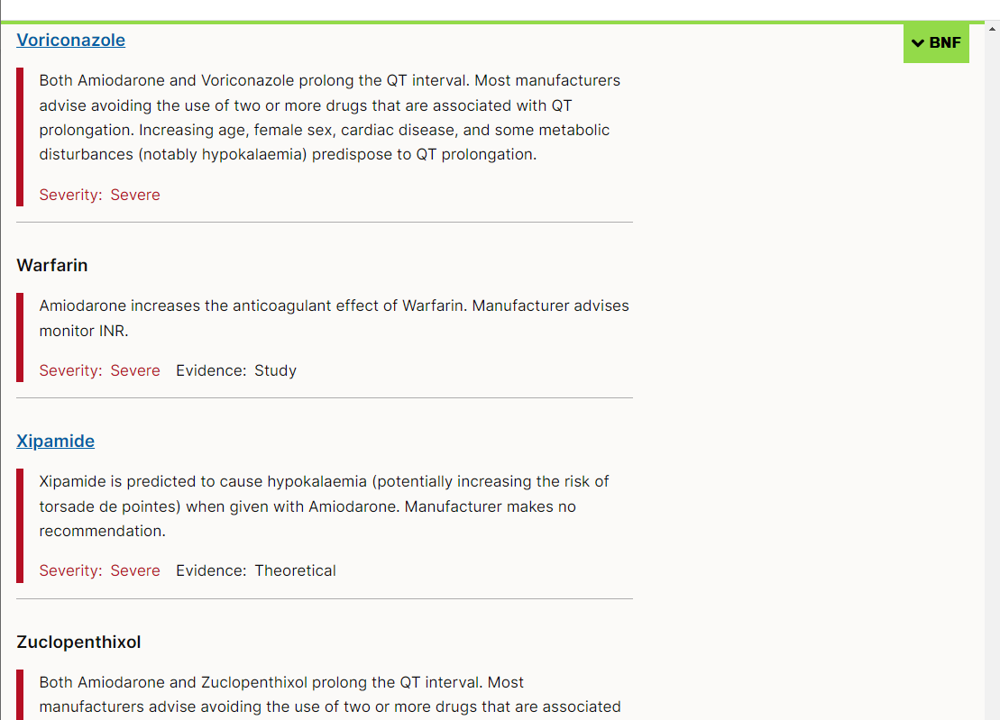 BNF
Voriconazole
Both Amiodarone and Voriconazole prolong the QT interval. Most manufacturers
advise avoiding the use of two or more drugs that are associated with QT
prolongation. Increasing age, female sex, cardiac disease, and some metabolic
disturbances (notably hypokalaemia) predispose to QT prolongation.
Severity: Severe
Warfarin
Amiodarone increases the anticoagulant effect of Warfarin. Manufacturer advises
monitor INR.
Severity: Severe Evidence: Study
Xipamide
Xipamide is predicted to cause hypokalaemia (potentially increasing the risk of
torsade de pointes) when given with Amiodarone. Manufacturer makes no
recommendation.
Severity: Severe Evidence: Theoretical
Zuclopenthixol
Both Amiodarone and Zuclopenthixol prolong the QT interval. Most
manufacturers advise avoiding the use of two or more drugs that are associated